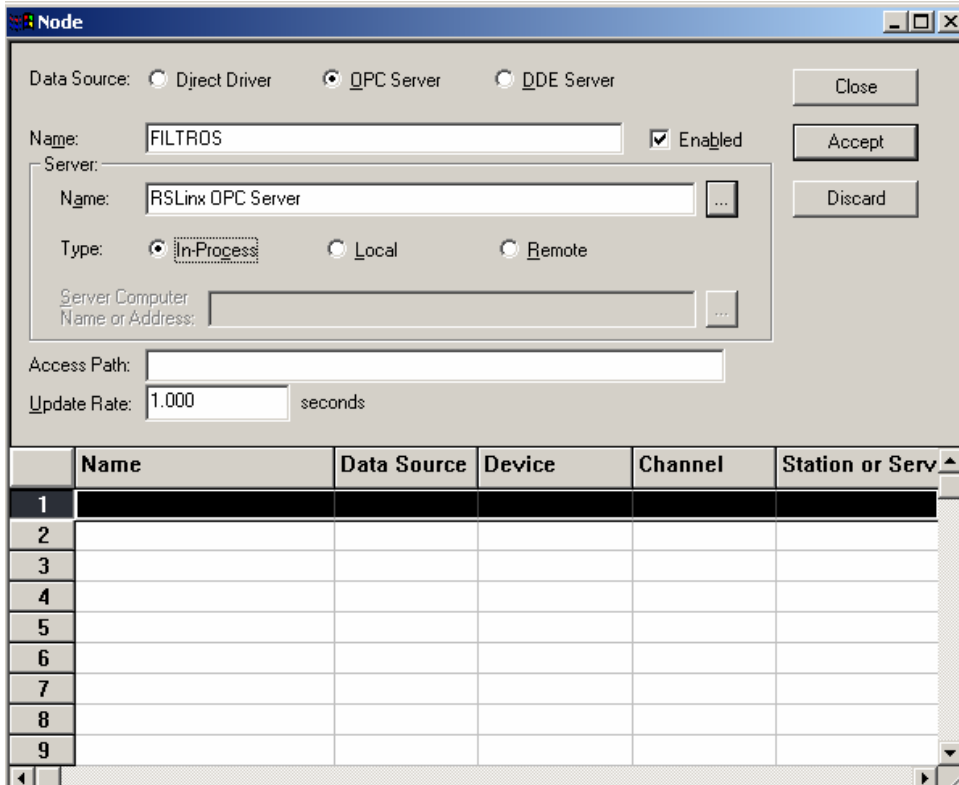 Node
Data Source: Direct Driver OPC Server DDE Server Close
Name: FILTROS Enabled Accept
Server:
Name: RSLinx OPC Server ... Discard
Type: In-Process Local Remote
Server Computer
Name or Address: ...
Access Path:
Update Rate: 1.000 seconds
Name Data Source Device Channel Station or Serv
1
2
3
4
5
6
7
8
9